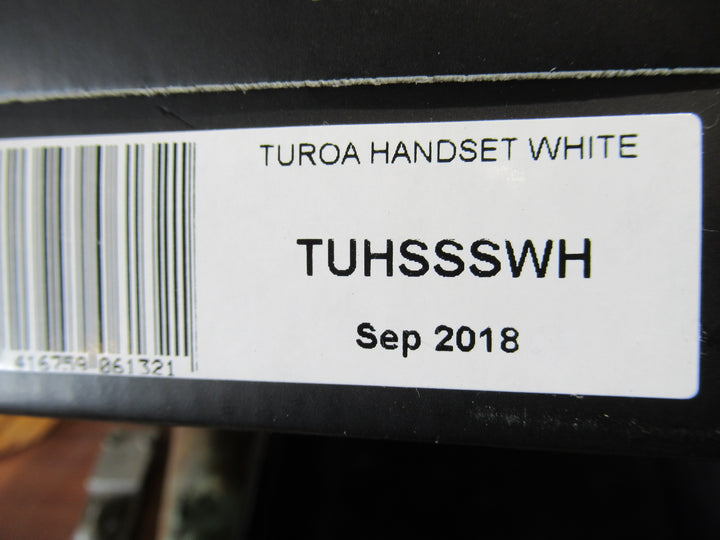 TUROA HANDSET WHITE
TUHSSSWH
Sep 2018
416759 061321